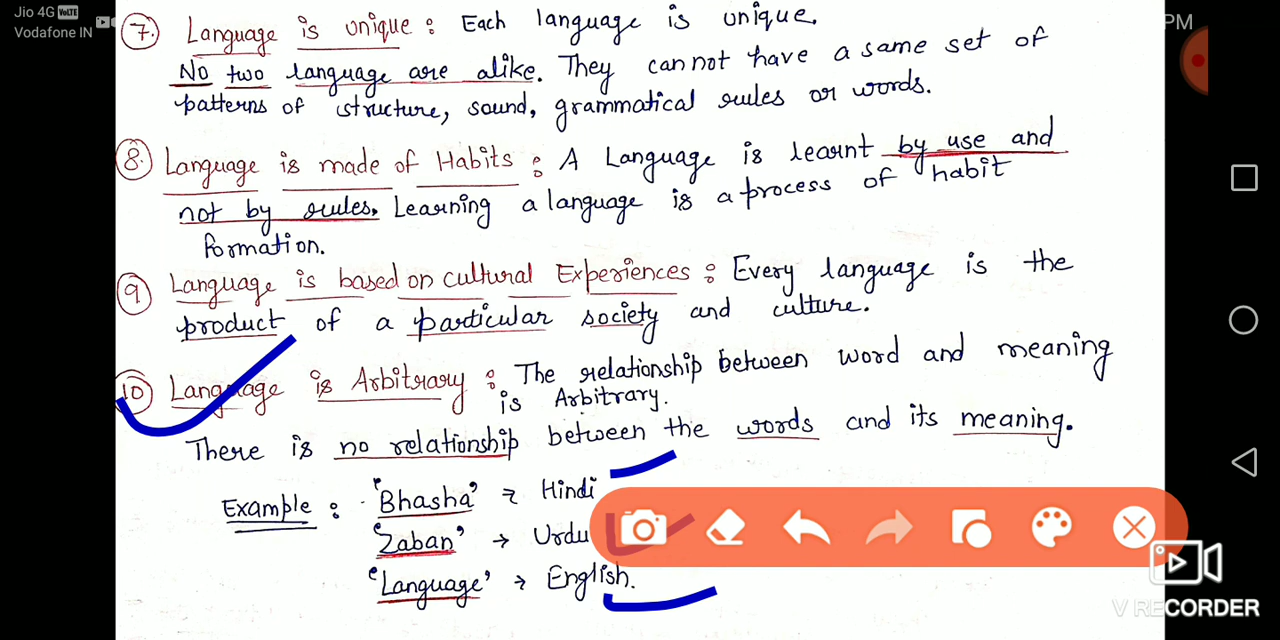 Jio 4G VoLTE
Vodafone IN
PM
7. Language is unique : Each language is unique.
No two language are alike. They cannot have a same set of
patterns of structure, sound, grammatical rules or words.
8. Language is made of Habits : A Language is learnt by use and
not by rules. Learning a language is a process of habit
formation.
9 Language is based on cultural Experiences : Every language is the
product of a particular society and culture.
10 Language is Arbitrary : The relationship between word and meaning
is Arbitrary.
There is no relationship between the words and its meaning.
Example : 'Bhasha' → Hindi
'Zaban' → Urdu
'Language' → English.
V RECORDER